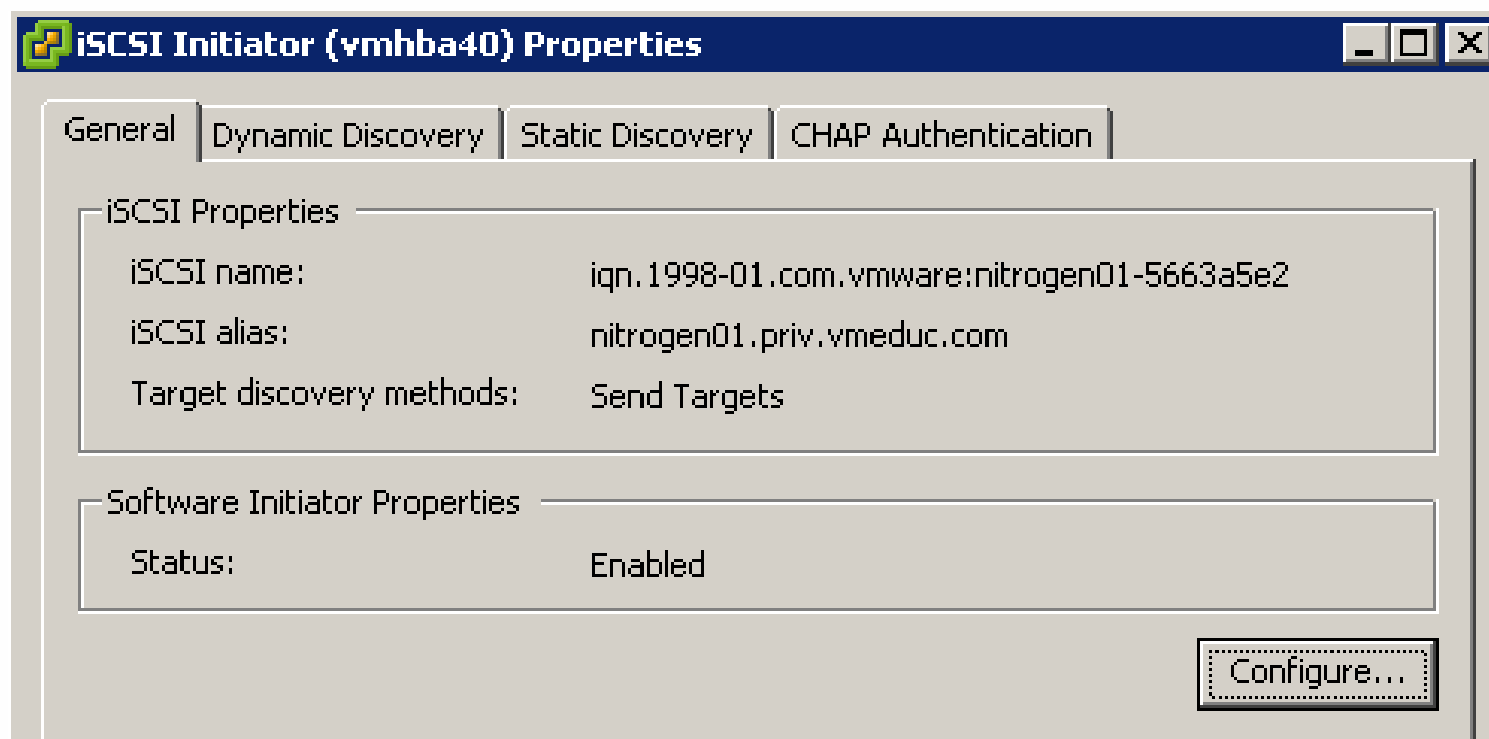 iSCSI Initiator (vmhba40) Properties
General Dynamic Discovery Static Discovery CHAP Authentication
iSCSI Properties
iSCSI name: iqn.1998-01.com.vmware:nitrogen01-5663a5e2
iSCSI alias: nitrogen01.priv.vmeduc.com
Target discovery methods: Send Targets
Software Initiator Properties
Status: Enabled
Configure...